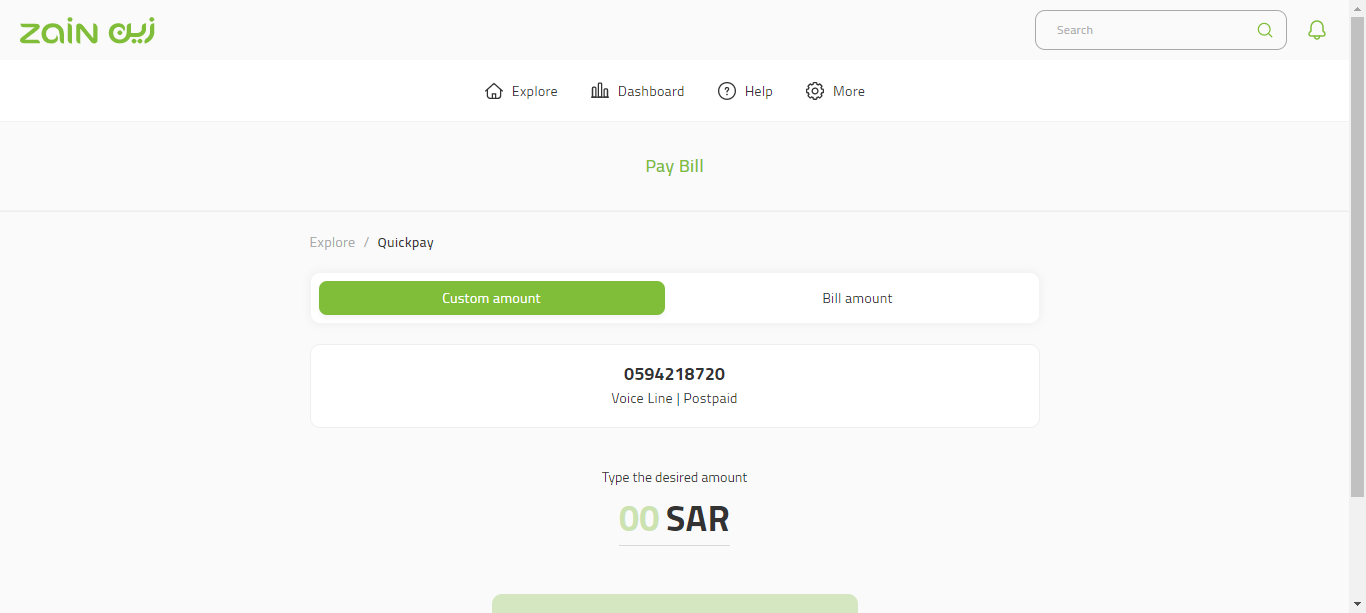 zain زين
Search
Explore Dashboard Help More
Pay Bill
Explore / Quickpay
Custom amount Bill amount
0594218720
Voice Line | Postpaid
Type the desired amount
00 SAR